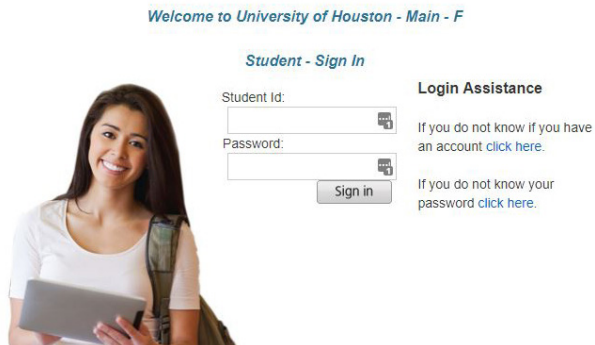 Welcome to University of Houston - Main - F
Student - Sign In
Student Id:
Password:
Sign in
Login Assistance
If you do not know if you have
an account click here.
If you do not know your
password click here.